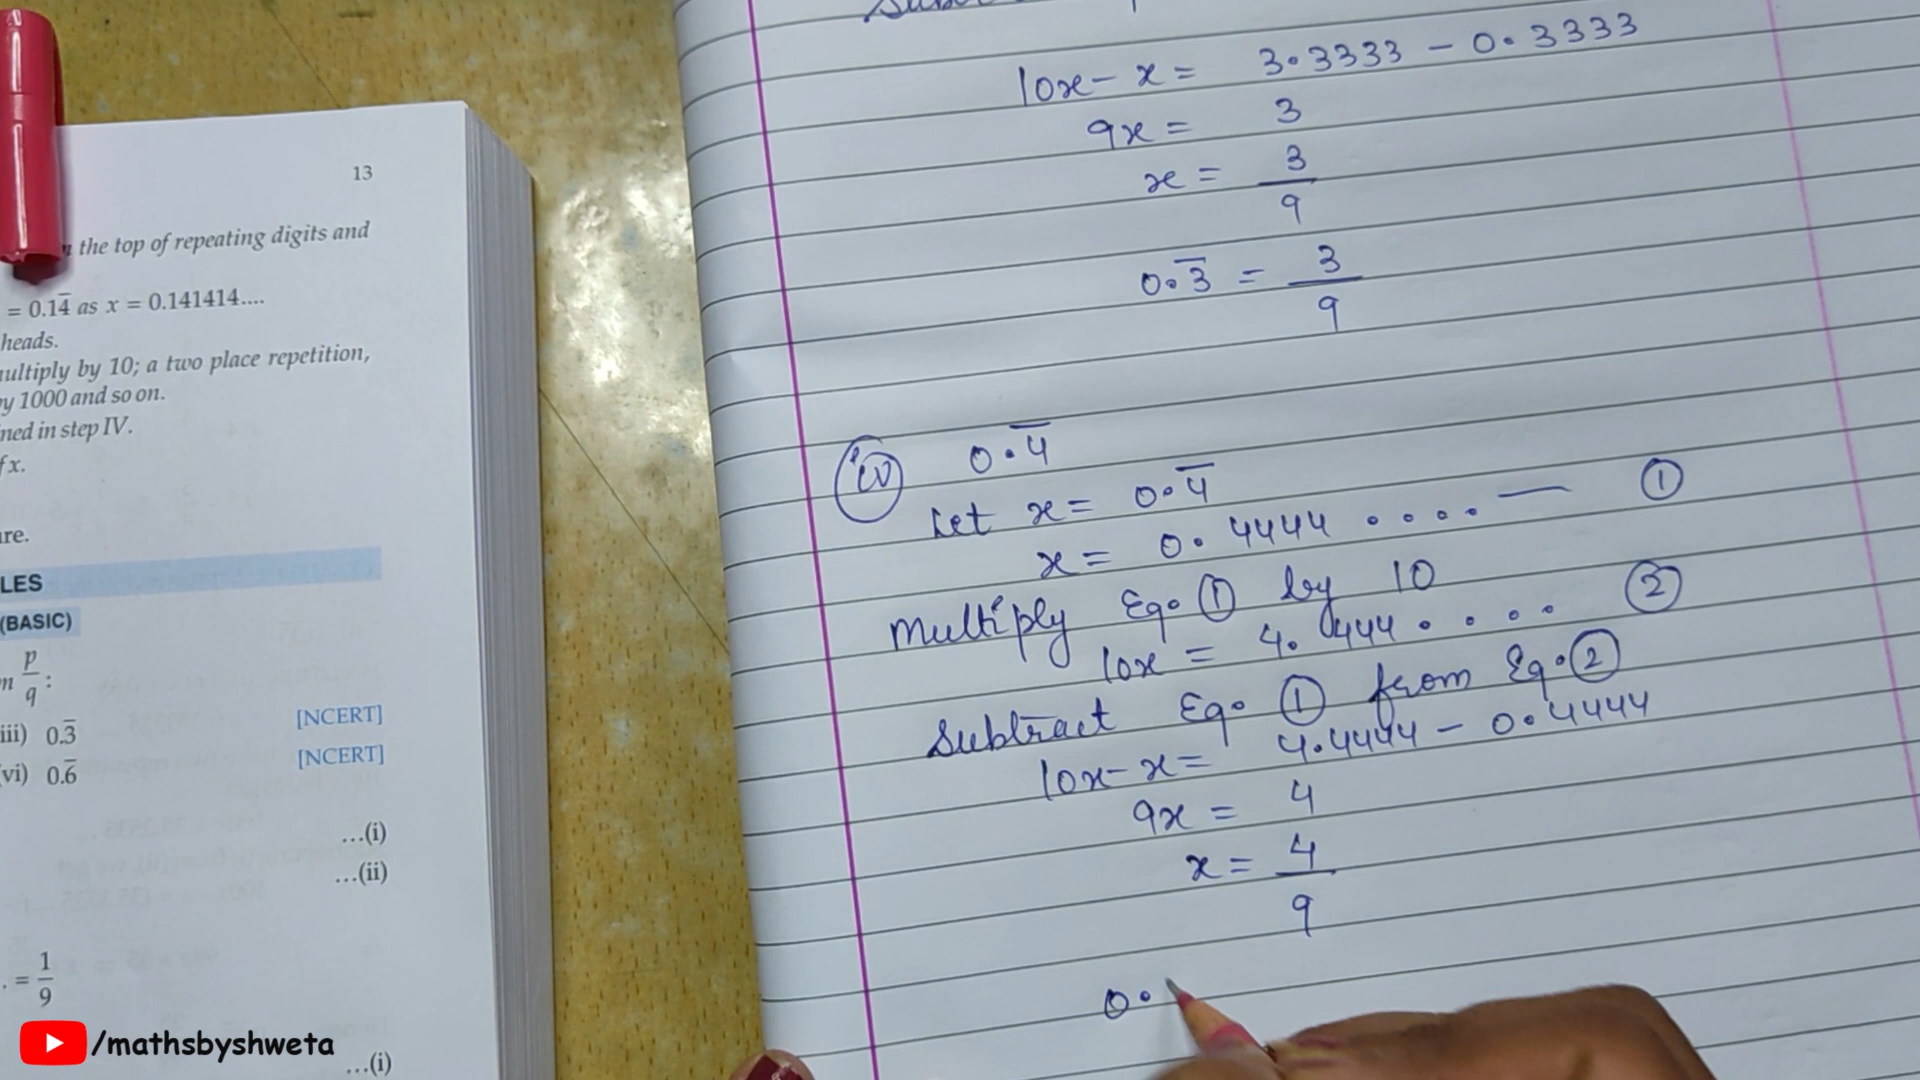 13
the top of repeating digits and
= 0.14̅ as x = 0.141414....
heads.
multiply by 10; a two place repetition,
by 1000 and so on.
ned in step IV.
f x.
are.
LES
(BASIC)
p/q :
iii) 0.3̅ [NCERT]
(vi) 0.6̅ [NCERT]
...(i)
...(ii)
. = 1/9
...(i)
/mathsbyshweta
10x - x = 3.3333 - 0.3333
9x = 3
x = 3/9
0.3̅ = 3/9
(iv) 0.4̅
Let x = 0.4̅
x = 0.4444 .... — ①
Multiply Eq. ① by 10
10x = 4.4444 .... ②
Subtract Eq. ① from Eq. ②
10x - x = 4.4444 - 0.4444
9x = 4
x = 4/9
0.